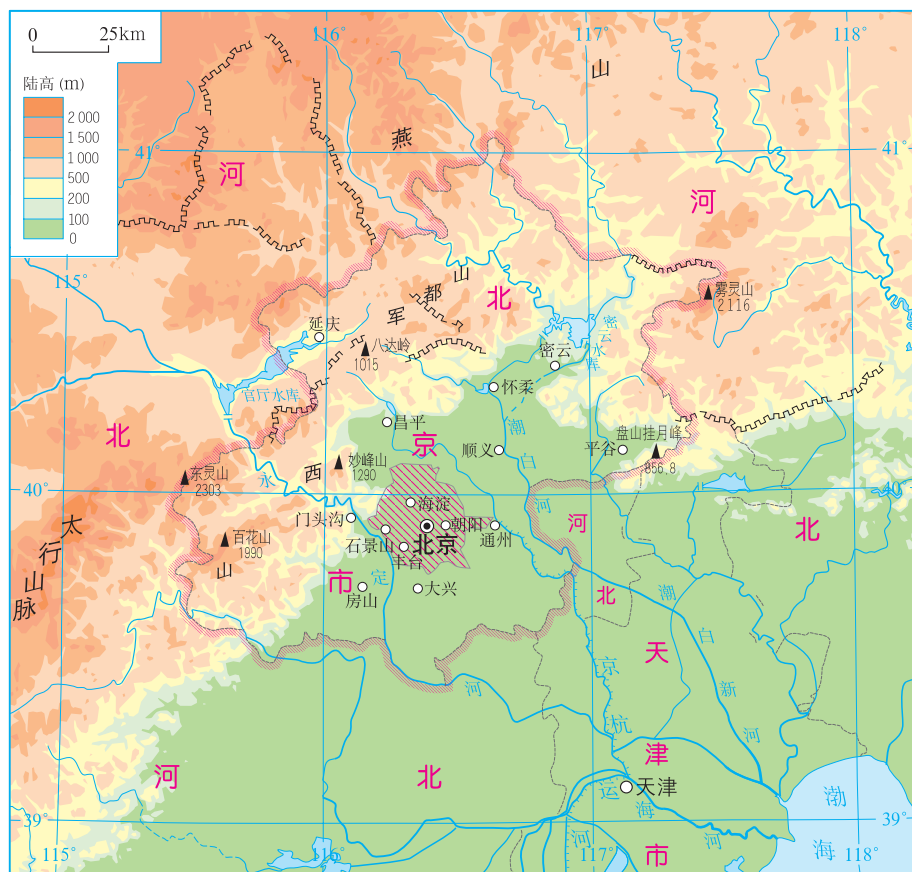 0 25km
陆高 (m)
2 000
1 500
1 000
500
200
100
0
116°
117°
118°
41°
41°
115°
燕
山
河
河
北
军
都
山
雾灵山
2116
延庆
八达岭
1015
密云
密云水库
怀柔
官厅水库
北
昌平
京
潮
白
河
顺义
平谷
盘山挂月峰
856.8
东灵山
2303
永
西
妙峰山
1290
40°
40°
海淀
门头沟
朝阳
通州
河
北
石景山
北京
丰台
百花山
1990
山
太
行
山
脉
市
定
房山
大兴
北
潮
白
新
河
天
京
杭
运
河
河
河
北
津
天津
渤
海
海
河
39°
39°
市
115°
116°
117°
118°